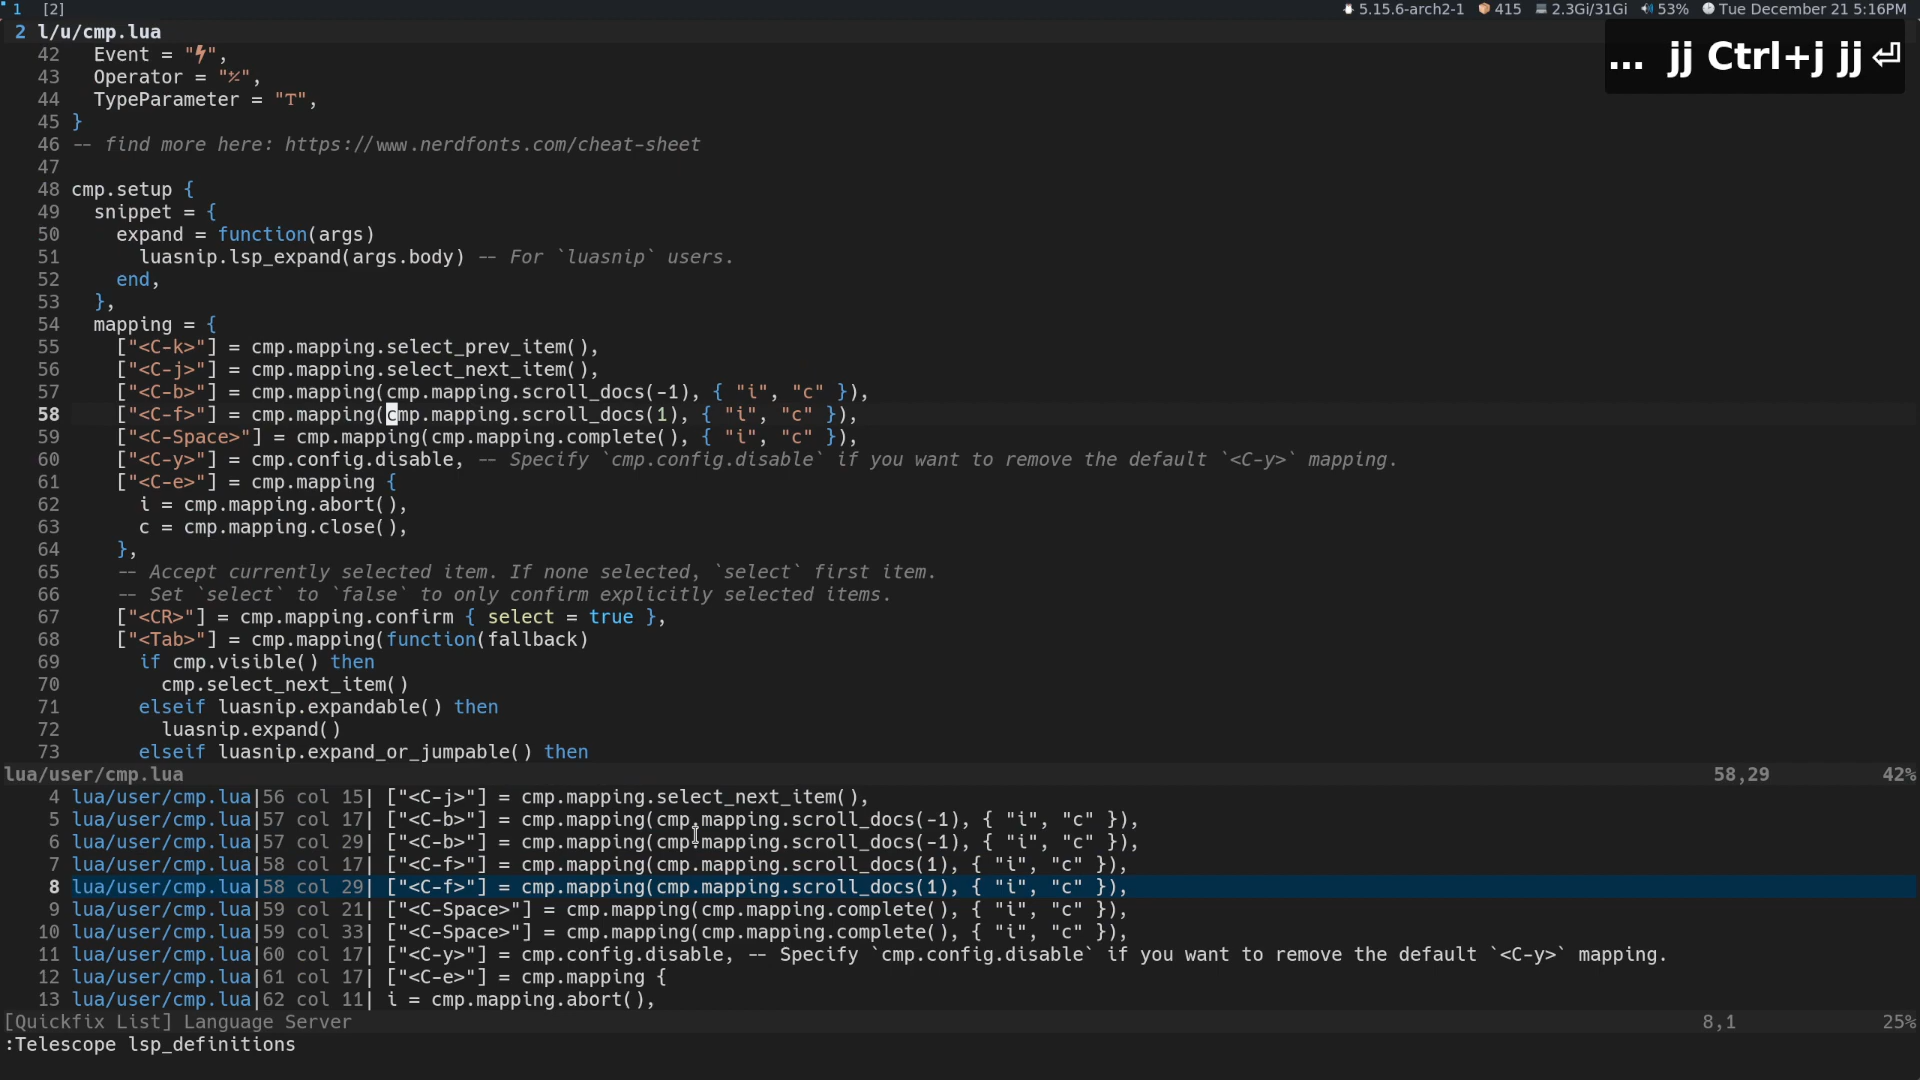 1 [2] 5.15.6-arch2-1 415 2.3Gi/31Gi 53% Tue December 21 5:16PM
2 l/u/cmp.lua
... jj Ctrl+j jj ⏎
42 Event = "",
43 Operator = "",
44 TypeParameter = "",
45 }
46 -- find more here: https://www.nerdfonts.com/cheat-sheet
47
48 cmp.setup {
49 snippet = {
50 expand = function(args)
51 luasnip.lsp_expand(args.body) -- For `luasnip` users.
52 end,
53 },
54 mapping = {
55 ["<C-k>"] = cmp.mapping.select_prev_item(),
56 ["<C-j>"] = cmp.mapping.select_next_item(),
57 ["<C-b>"] = cmp.mapping(cmp.mapping.scroll_docs(-1), { "i", "c" }),
58 ["<C-f>"] = cmp.mapping(cmp.mapping.scroll_docs(1), { "i", "c" }),
59 ["<C-Space>"] = cmp.mapping(cmp.mapping.complete(), { "i", "c" }),
60 ["<C-y>"] = cmp.config.disable, -- Specify `cmp.config.disable` if you want to remove the default `<C-y>` mapping.
61 ["<C-e>"] = cmp.mapping {
62 i = cmp.mapping.abort(),
63 c = cmp.mapping.close(),
64 },
65 -- Accept currently selected item. If none selected, `select` first item.
66 -- Set `select` to `false` to only confirm explicitly selected items.
67 ["<CR>"] = cmp.mapping.confirm { select = true },
68 ["<Tab>"] = cmp.mapping(function(fallback)
69 if cmp.visible() then
70 cmp.select_next_item()
71 elseif luasnip.expandable() then
72 luasnip.expand()
73 elseif luasnip.expand_or_jumpable() then
lua/user/cmp.lua 58,29 42%
4 lua/user/cmp.lua|56 col 15| ["<C-j>"] = cmp.mapping.select_next_item(),
5 lua/user/cmp.lua|57 col 17| ["<C-b>"] = cmp.mapping(cmp.mapping.scroll_docs(-1), { "i", "c" }),
6 lua/user/cmp.lua|57 col 29| ["<C-b>"] = cmp.mapping(cmp.mapping.scroll_docs(-1), { "i", "c" }),
7 lua/user/cmp.lua|58 col 17| ["<C-f>"] = cmp.mapping(cmp.mapping.scroll_docs(1), { "i", "c" }),
8 lua/user/cmp.lua|58 col 29| ["<C-f>"] = cmp.mapping(cmp.mapping.scroll_docs(1), { "i", "c" }),
9 lua/user/cmp.lua|59 col 21| ["<C-Space>"] = cmp.mapping(cmp.mapping.complete(), { "i", "c" }),
10 lua/user/cmp.lua|59 col 33| ["<C-Space>"] = cmp.mapping(cmp.mapping.complete(), { "i", "c" }),
11 lua/user/cmp.lua|60 col 17| ["<C-y>"] = cmp.config.disable, -- Specify `cmp.config.disable` if you want to remove the default `<C-y>` mapping.
12 lua/user/cmp.lua|61 col 17| ["<C-e>"] = cmp.mapping {
13 lua/user/cmp.lua|62 col 11| i = cmp.mapping.abort(),
[Quickfix List] Language Server 8,1 25%
:Telescope lsp_definitions